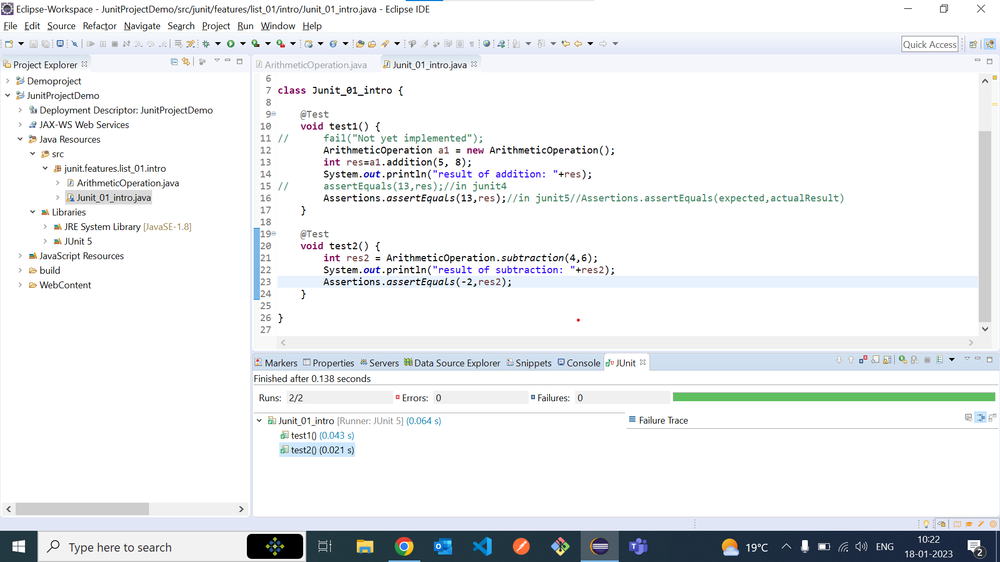 Eclipse-Workspace - JunitProjectDemo/src/junit/features/list_01/intro/Junit_01_intro.java - Eclipse IDE
File Edit Source Refactor Navigate Search Project Run Window Help
Quick Access
Project Explorer
Demoproject
JunitProjectDemo
Deployment Descriptor: JunitProjectDemo
JAX-WS Web Services
Java Resources
src
junit.features.list_01.intro
ArithmeticOperation.java
Junit_01_intro.java
Libraries
JRE System Library [JavaSE-1.8]
JUnit 5
JavaScript Resources
build
WebContent
ArithmeticOperation.java Junit_01_intro.java
6
7 class Junit_01_intro {
8
9 @Test
10 void test1() {
11 // fail("Not yet implemented");
12 ArithmeticOperation a1 = new ArithmeticOperation();
13 int res=a1.addition(5, 8);
14 System.out.println("result of addition: "+res);
15 // assertEquals(13,res);//in junit4
16 Assertions.assertEquals(13,res);//in junit5//Assertions.assertEquals(expected,actualResult)
17 }
18
19 @Test
20 void test2() {
21 int res2 = ArithmeticOperation.subtraction(4,6);
22 System.out.println("result of subtraction: "+res2);
23 Assertions.assertEquals(-2,res2);
24 }
25
26 }
27
Markers Properties Servers Data Source Explorer Snippets Console JUnit
Finished after 0.138 seconds
Runs: 2/2 Errors: 0 Failures: 0
Junit_01_intro [Runner: JUnit 5] (0.064 s)
test1() (0.043 s)
test2() (0.021 s)
Failure Trace
Type here to search
19°C
ENG
10:22
18-01-2023
2